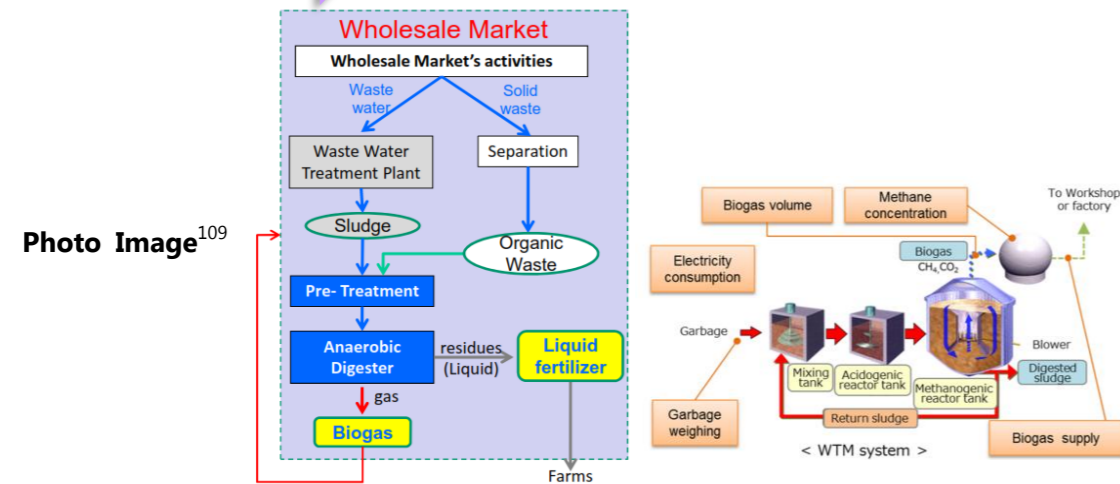 Photo Image109
Wholesale Market
Wholesale Market's activities
Waste
water
Solid
waste
Waste Water
Treatment Plant
Separation
Sludge
Organic
Waste
Pre- Treatment
Anaerobic
Digester
residues
(Liquid)
Liquid
fertilizer
gas
Biogas
Farms
Biogas volume
Methane
concentration
To Workshop
or factory
Electricity
consumption
Biogas
CH4,CO2
Garbage
Blower
Mixing
tank
Acidogenic
reactor tank
Methanogenic
reactor tank
Digested
sludge
Return sludge
Garbage
weighing
Biogas supply
< WTM system >